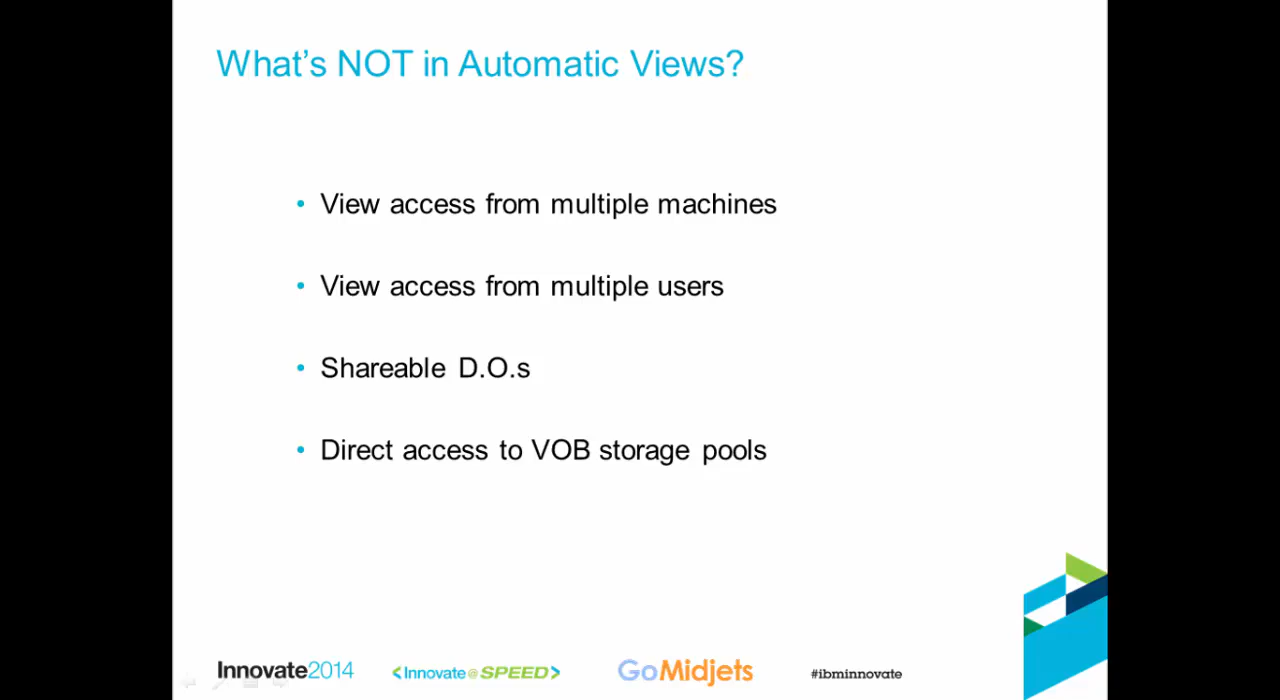 What's NOT in Automatic Views?
• View access from multiple machines
• View access from multiple users
• Shareable D.O.s
• Direct access to VOB storage pools
Innovate2014 <Innovate@SPEED> GoMidjets #ibminnovate